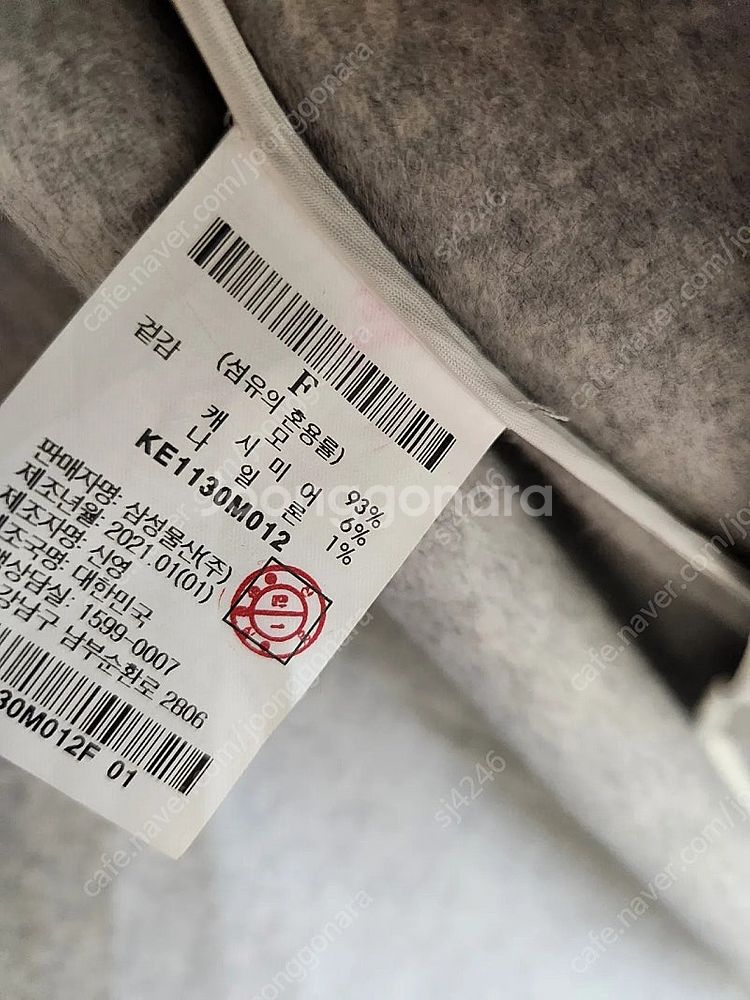 F
(섬유의 혼용률)
겉감 모 93%
캐 시 미 어 6%
나 일 론 1%
KE1130M012
판매자명: 삼성물산(주)
제조년월: 2021.01(01)
제조자명: 신영
조국명: 대한민국
상담실: 1599-0007
강남구 남부순환로 2806
30M012F 01
joonggonara
cafe.naver.com/joonggonara
sj4246